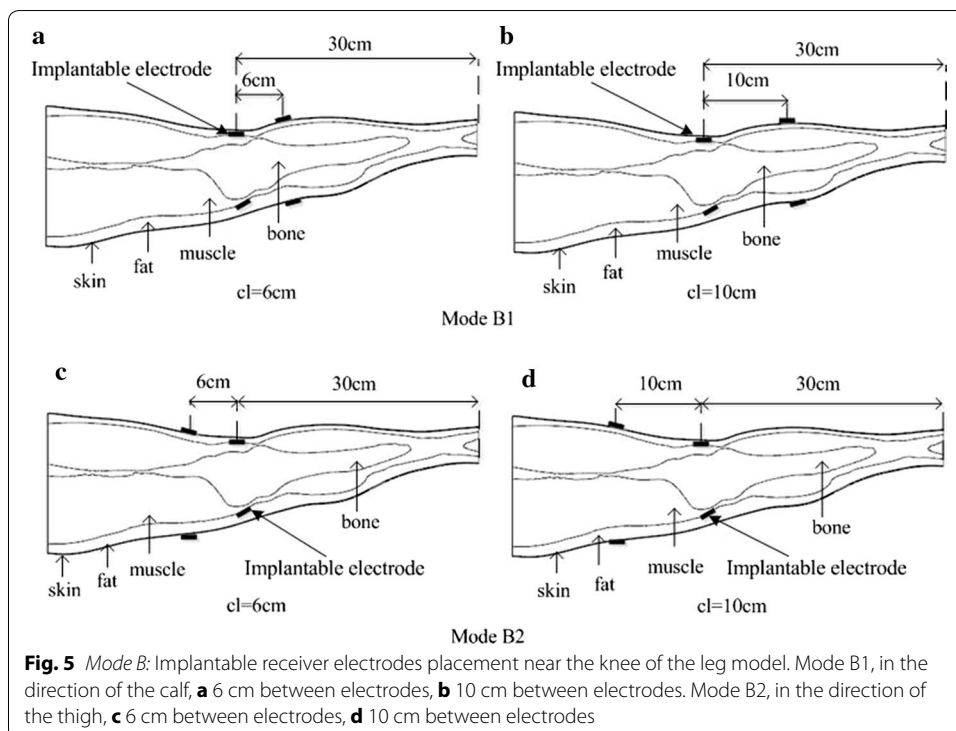 a
30cm
Implantable electrode
6cm
bone
muscle
fat
skin
cl=6cm
b
30cm
Implantable electrode
10cm
bone
muscle
fat
skin
cl=10cm
Mode B1
c
6cm
30cm
bone
muscle
Implantable electrode
fat
skin
cl=6cm
d
10cm
30cm
bone
muscle
Implantable electrode
fat
skin
cl=10cm
Mode B2
Fig. 5 Mode B: Implantable receiver electrodes placement near the knee of the leg model. Mode B1, in the
direction of the calf, a 6 cm between electrodes, b 10 cm between electrodes. Mode B2, in the direction of
the thigh, c 6 cm between electrodes, d 10 cm between electrodes